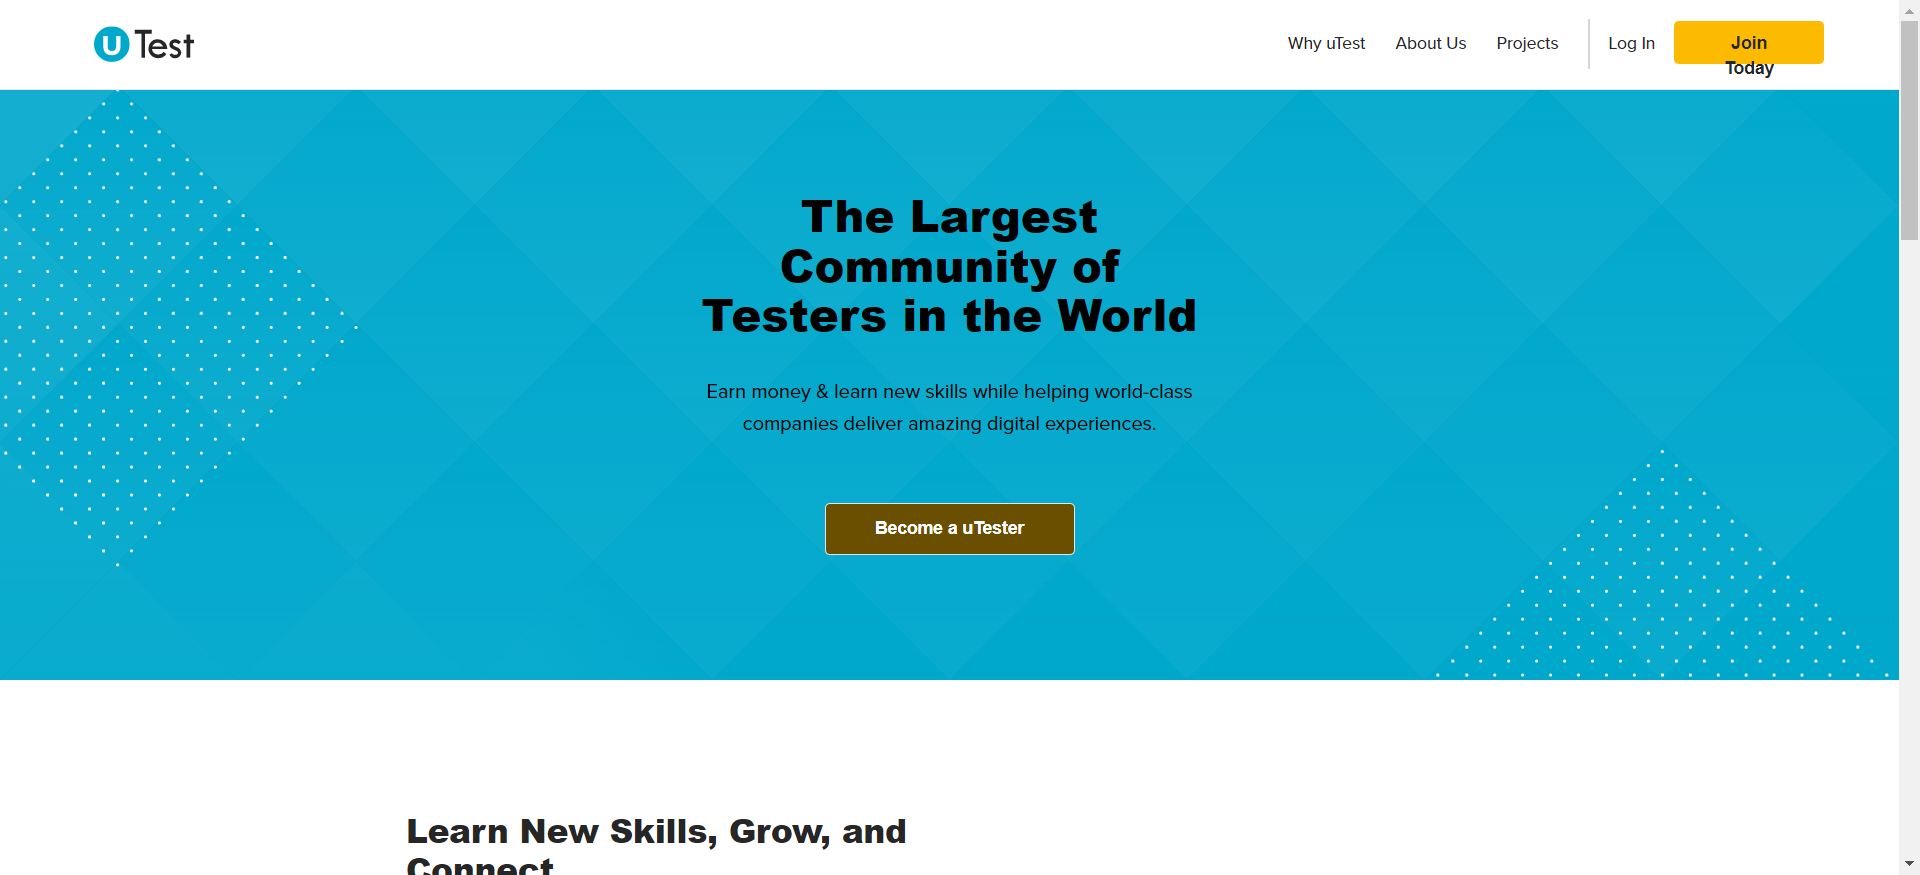 uTest
Why uTest
About Us
Projects
Log In
Join
Today
The Largest
Community of
Testers in the World
Earn money & learn new skills while helping world-class
companies deliver amazing digital experiences.
Become a uTester
Learn New Skills, Grow, and
Connect